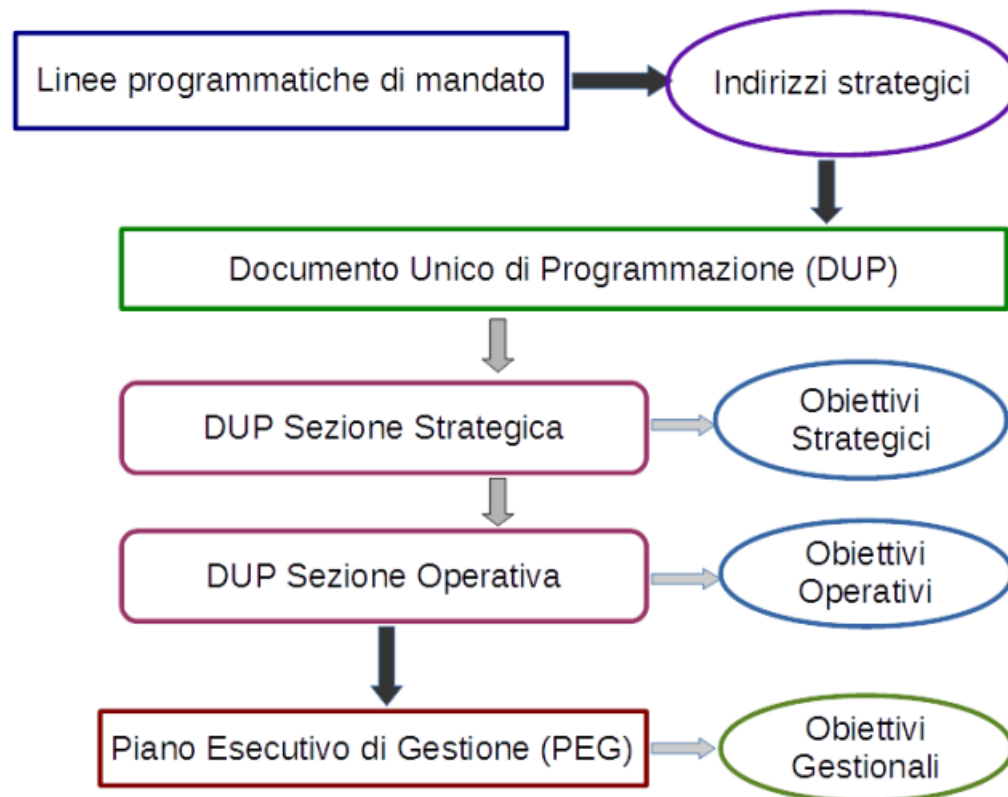 Linee programmatiche di mandato
Indirizzi strategici
Documento Unico di Programmazione (DUP)
DUP Sezione Strategica
Obiettivi
Strategici
DUP Sezione Operativa
Obiettivi
Operativi
Piano Esecutivo di Gestione (PEG)
Obiettivi
Gestionali